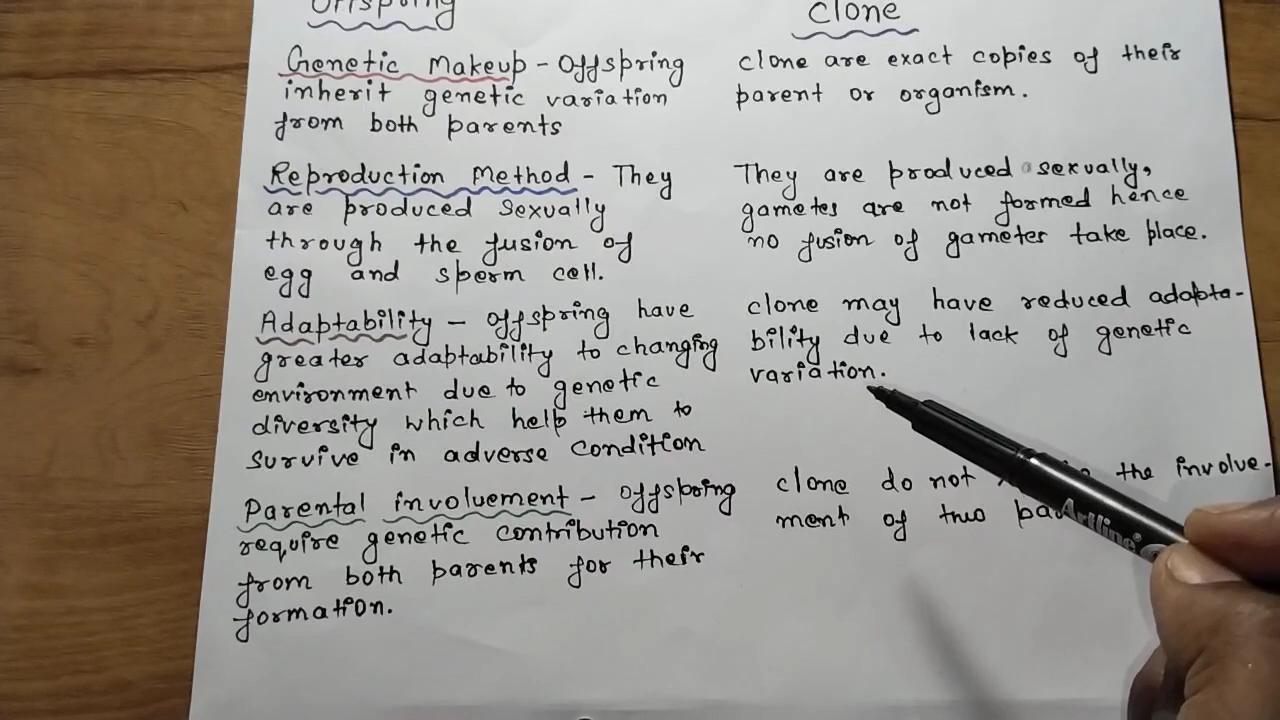 Offspring
Genetic Makeup - Offspring
inherit genetic variation
from both parents
Reproduction Method - They
are produced sexually
through the fusion of
egg and sperm cell.
Adaptability - offspring have
greater adaptability to changing
environment due to genetic
diversity which help them to
survive in adverse condition
Parental involvement - offspring
require genetic contribution
from both parents for their
formation.
Clone
clone are exact copies of their
parent or organism.
They are produced sexually,
gametes are not formed hence
no fusion of gametes take place.
clone may have reduced adapta-
bility due to lack of genetic
variation.
clone do not the involve-
ment of two
Artline